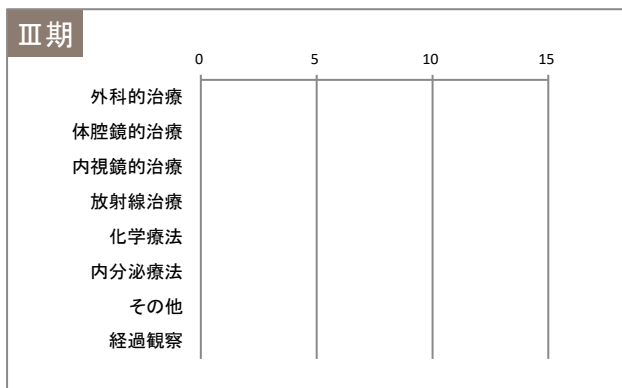 Ⅲ期
0 5 10 15
外科的治療
体腔鏡的治療
内視鏡的治療
放射線治療
化学療法
内分泌療法
その他
経過観察